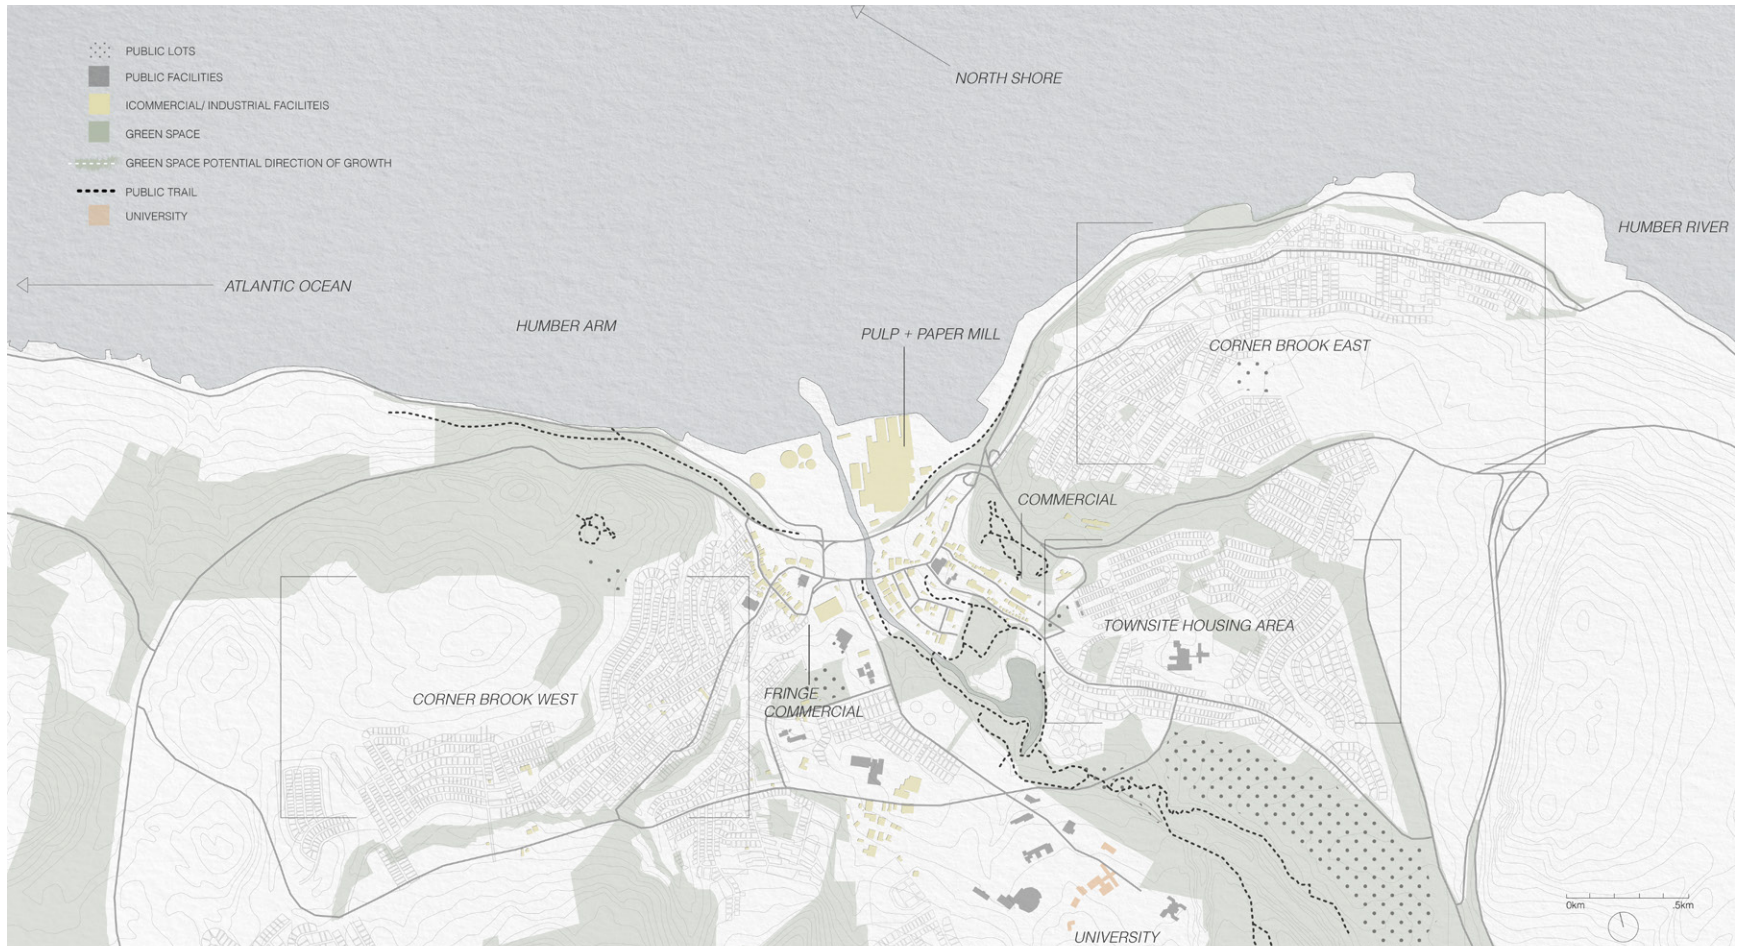 PUBLIC LOTS
PUBLIC FACILITIES
ICOMMERCIAL/ INDUSTRIAL FACILITEIS
GREEN SPACE
GREEN SPACE POTENTIAL DIRECTION OF GROWTH
PUBLIC TRAIL
UNIVERSITY
NORTH SHORE
HUMBER RIVER
ATLANTIC OCEAN
HUMBER ARM
PULP + PAPER MILL
CORNER BROOK EAST
COMMERCIAL
TOWNSITE HOUSING AREA
CORNER BROOK WEST
FRINGE
COMMERCIAL
0km
.5km
UNIVERSITY